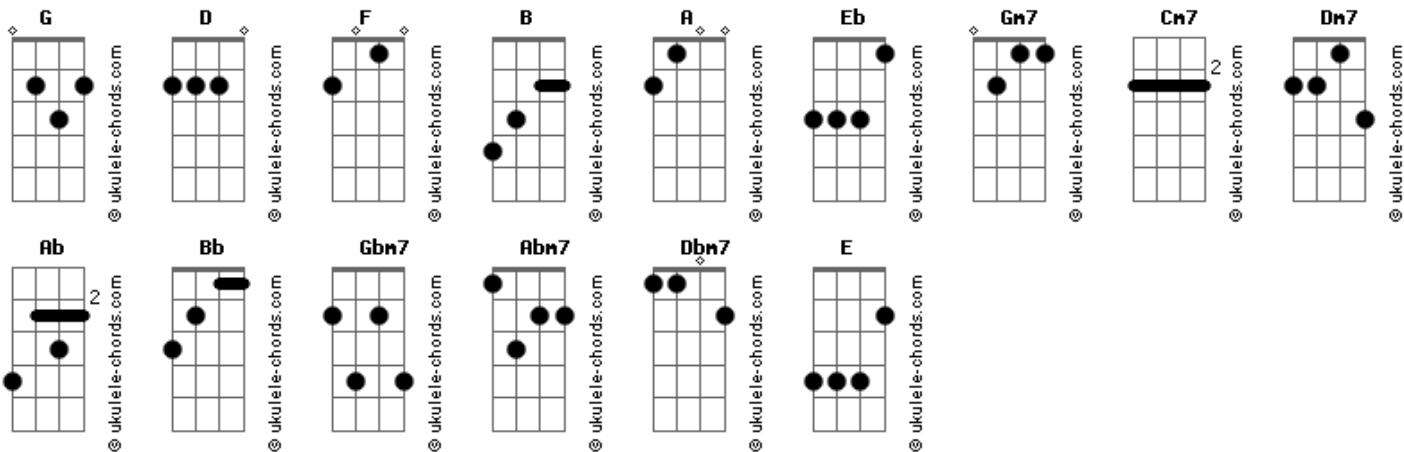 G D F B A Eb Gm7 Cm7 Dm7
2
© ukulele-chords.com © ukulele-chords.com © ukulele-chords.com © ukulele-chords.com © ukulele-chords.com © ukulele-chords.com © ukulele-chords.com © ukulele-chords.com © ukulele-chords.com
Ab Bb Gbm7 Abm7 Dbm7 E
2
© ukulele-chords.com © ukulele-chords.com © ukulele-chords.com © ukulele-chords.com © ukulele-chords.com © ukulele-chords.com